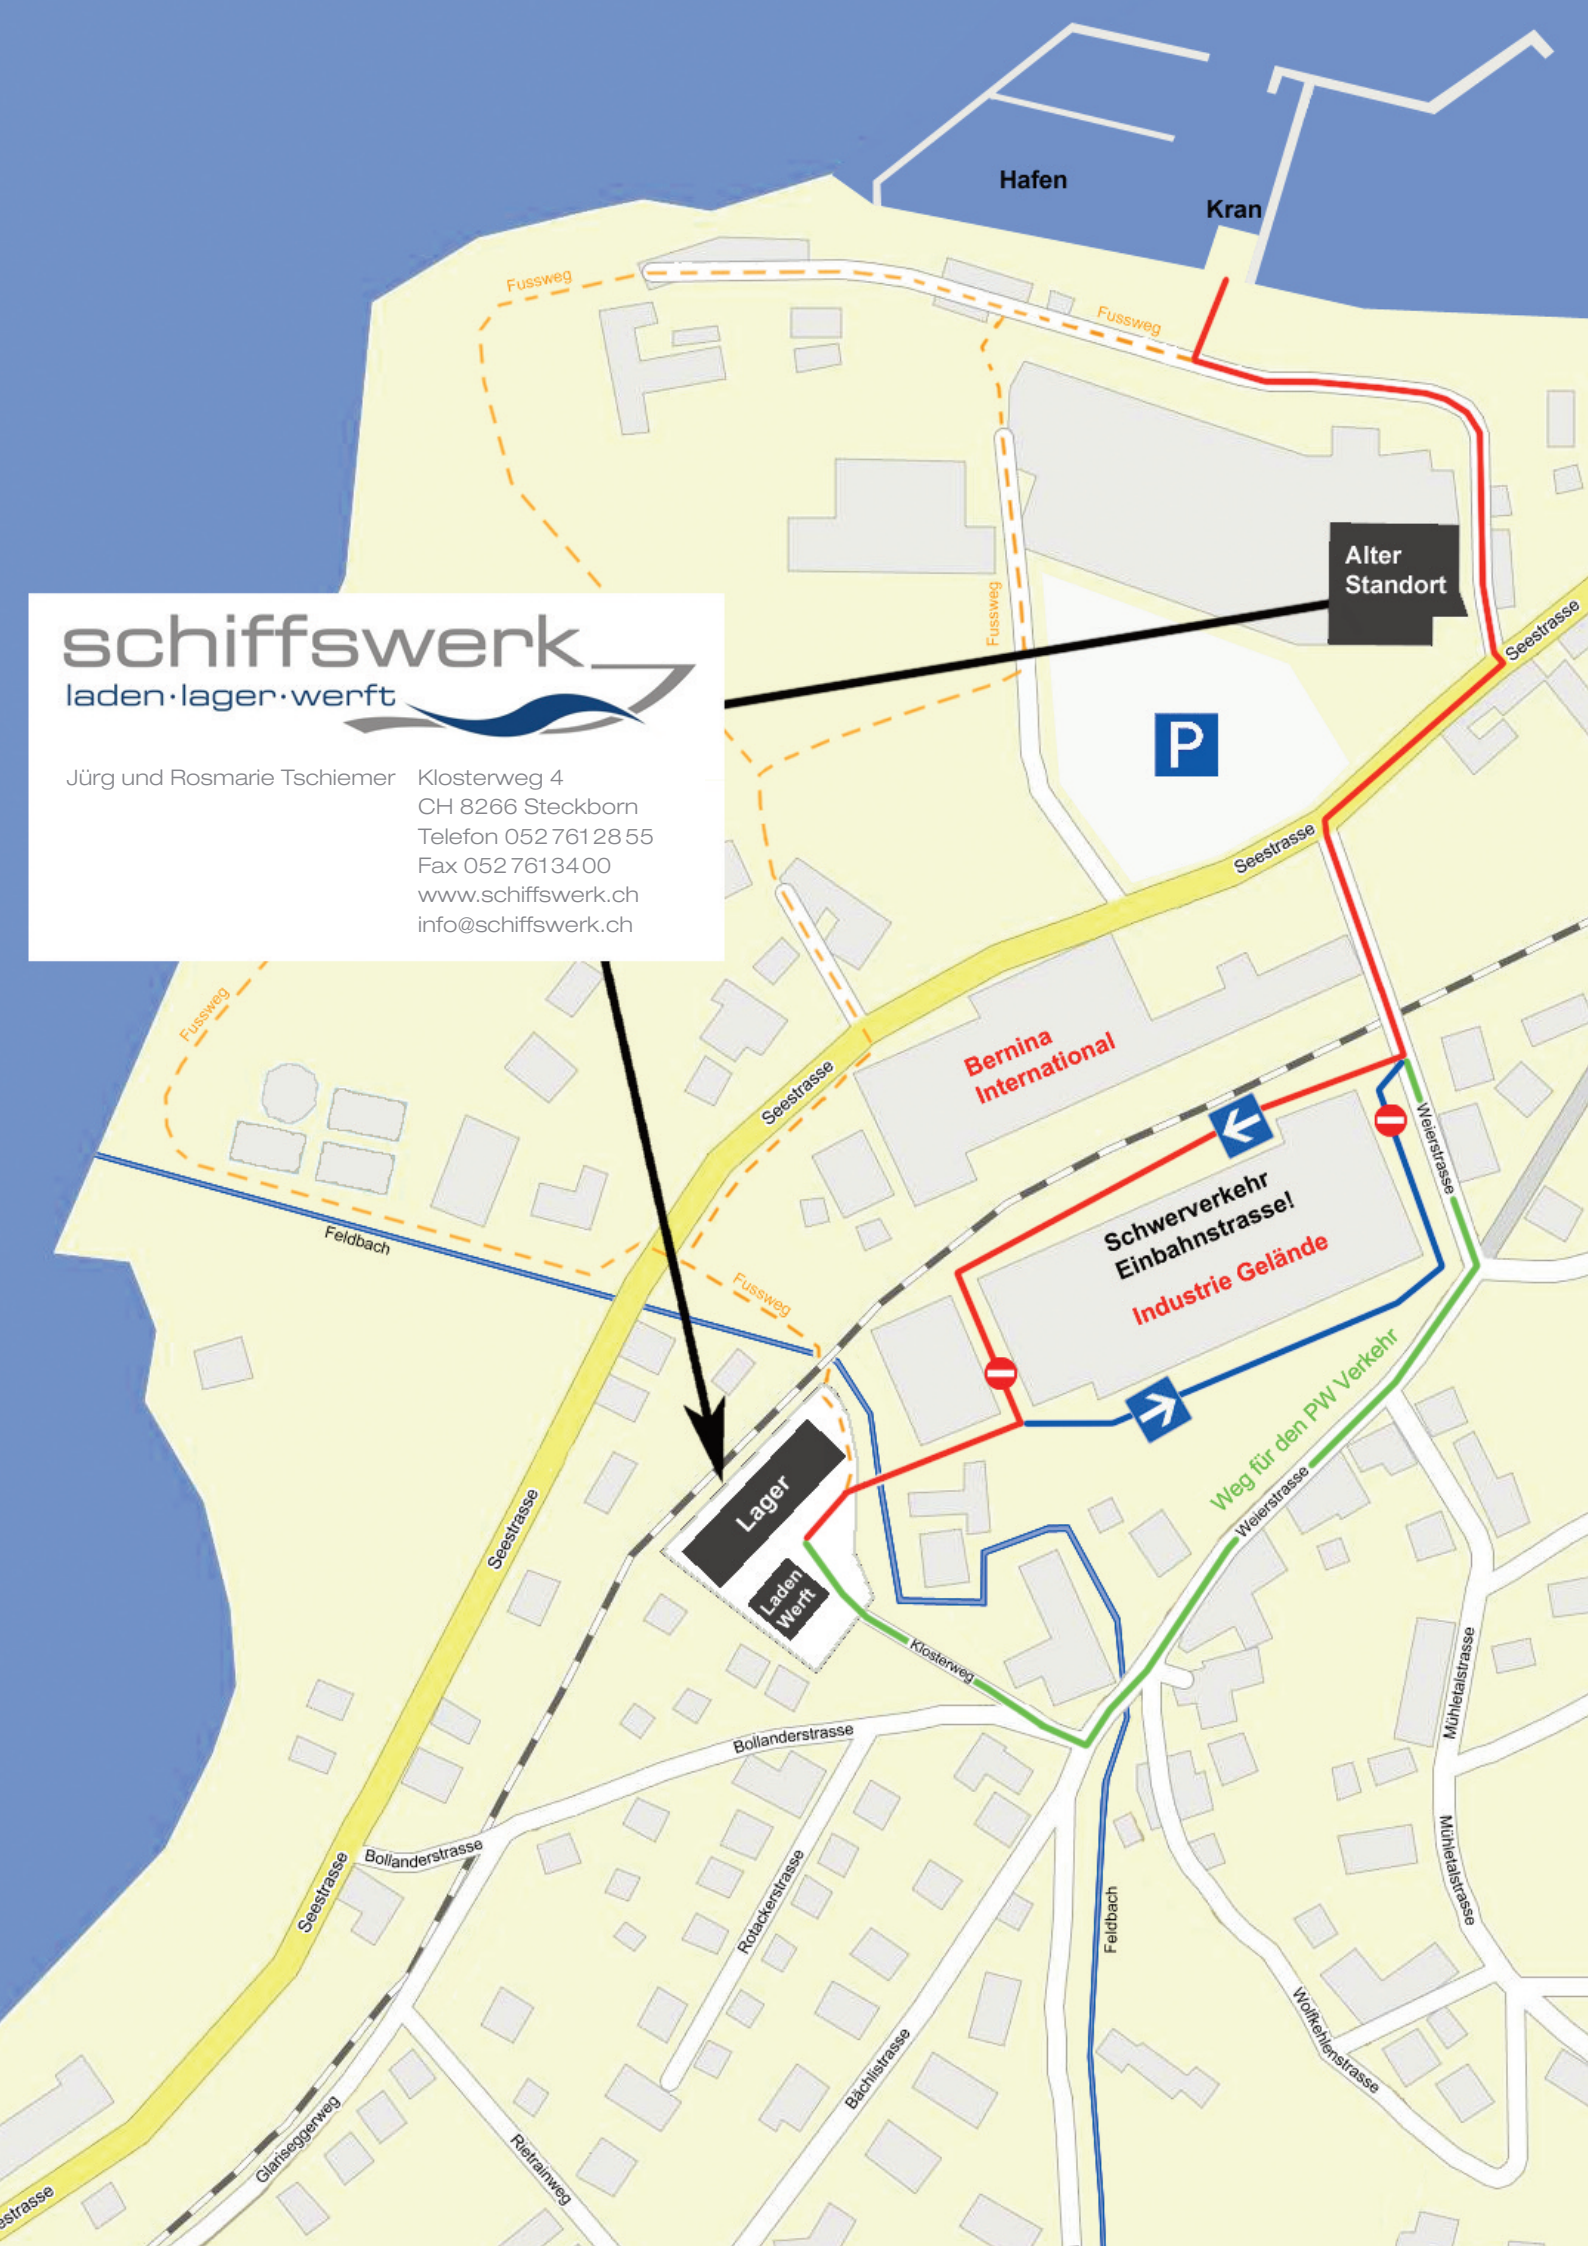 Hafen
Kran
Fussweg
Fussweg
Alter
Standort
Fussweg
Seestrasse
schiffswerk
laden·lager·werft
P
Jürg und Rosmarie Tschiemer
Klosterweg 4
CH 8266 Steckborn
Telefon 052 761 28 55
Fax 052 761 34 00
www.schiffswerk.ch
info@schiffswerk.ch
Seestrasse
Fussweg
Bernina
International
Seestrasse
Weierstrasse
Schwerverkehr
Einbahnstrasse!
Industrie Gelände
Feldbach
Fussweg
Weg für den PW Verkehr
Weierstrasse
Seestrasse
Lager
Laden
Werft
Klosterweg
Mühletalstrasse
Bollanderstrasse
Bollanderstrasse
Mühletalstrasse
Seestrasse
Rotackerstrasse
Feldbach
Wolfkehlenstrasse
Bächlistrasse
Glariseggerweg
Rietrainweg
estrasse